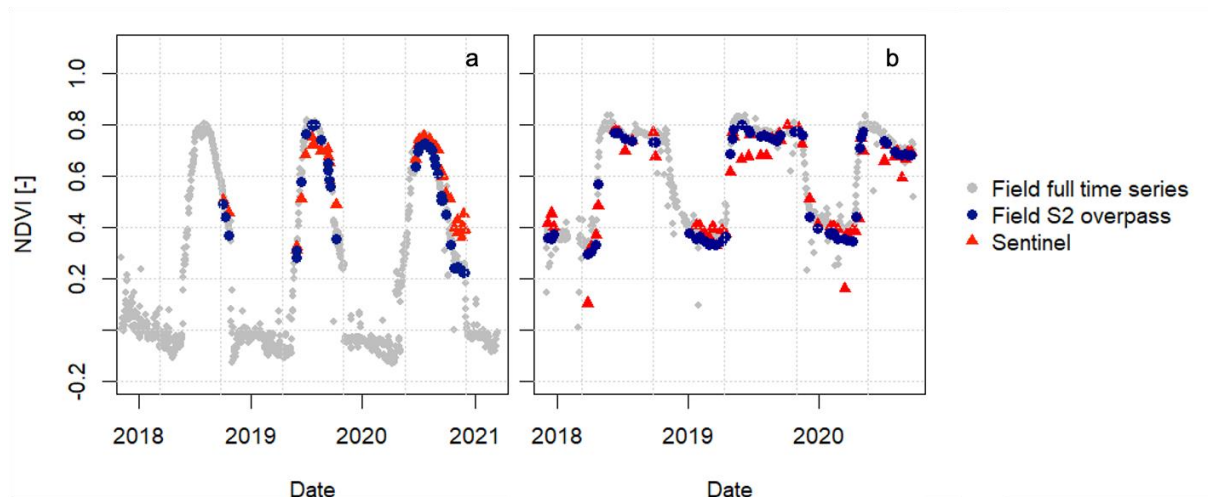 a
b
NDVI [-]
1.0
0.8
0.6
0.4
0.2
-0.2
2018 2019 2020 2021
2018 2019 2020
Date
Date
Field full time series
Field S2 overpass
Sentinel